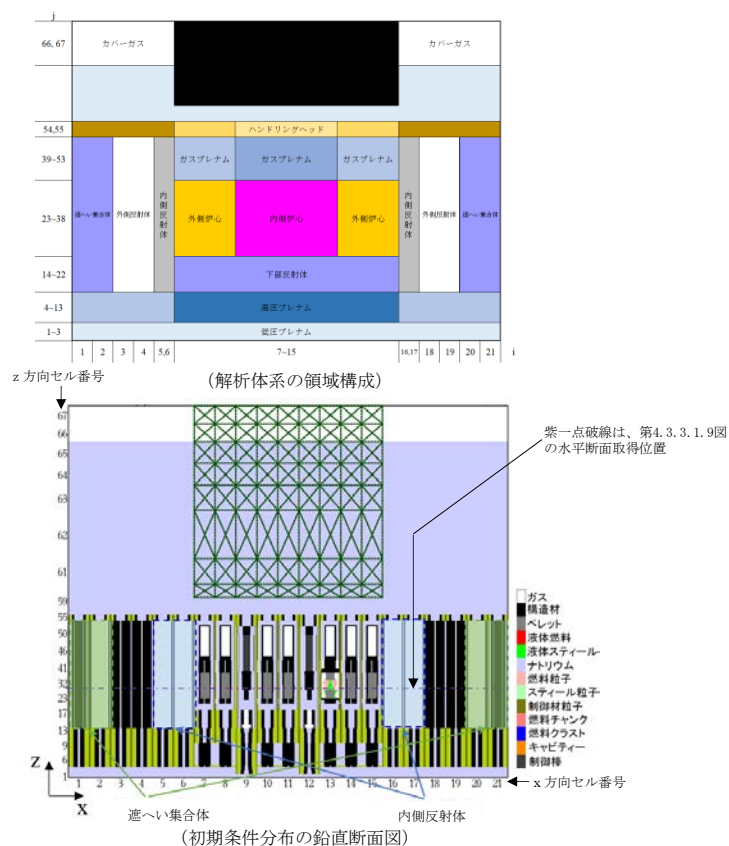 j
66, 67
カバーガス
カバーガス
54,55
ハンドリングヘッド
39~53
ガスプレナム
ガスプレナム
ガスプレナム
23~38
遮へい集合体
外側反射体
内側反射体
外側炉心
内側炉心
外側炉心
内側反射体
外側反射体
遮へい集合体
14~22
下部反射体
4~13
高圧プレナム
1~3
低圧プレナム
1 2 3 4 5,6 7~15 16,17 18 19 20 21 i
(解析体系の領域構成)
z 方向セル番号
67
66
65
64
63
62
61
59
55
50
46
41
37
32
28
23
17
13
9
6
1
紫一点破線は、第4.3.3.1.9図
の水平断面取得位置
ガス
構造材
ペレット
液体燃料
液体スティール
ナトリウム
燃料粒子
スティール粒子
制御材粒子
燃料チャンク
燃料クラスト
キャビティー
制御棒
Z
X
1 2 3 4 5 6 7 8 9 10 11 12 13 14 15 16 17 18 19 20 21
x 方向セル番号
遮へい集合体
内側反射体
(初期条件分布の鉛直断面図)